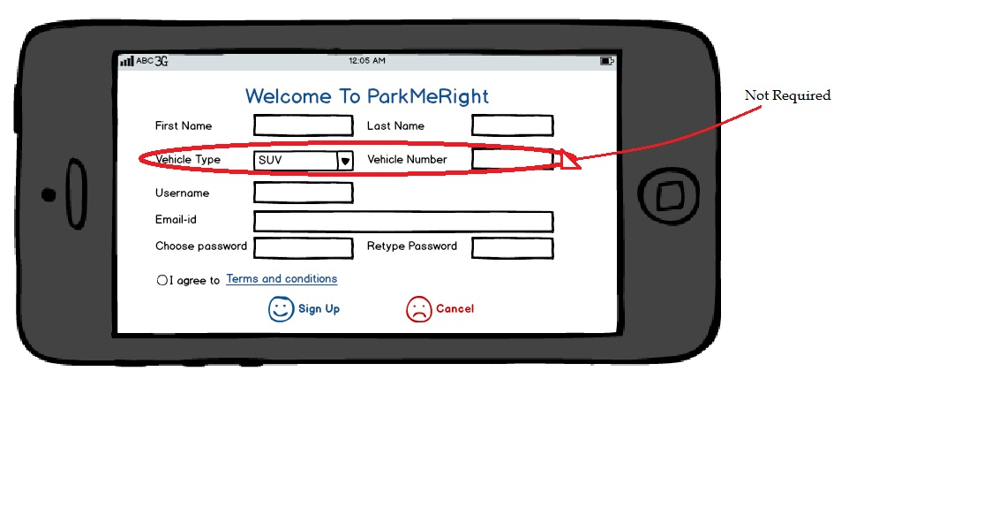 ABC 3G 12:05 AM
Welcome To ParkMeRight
Not Required
First Name Last Name
Vehicle Type SUV Vehicle Number
Username
Email-id
Choose password Retype Password
I agree to Terms and conditions
Sign Up Cancel